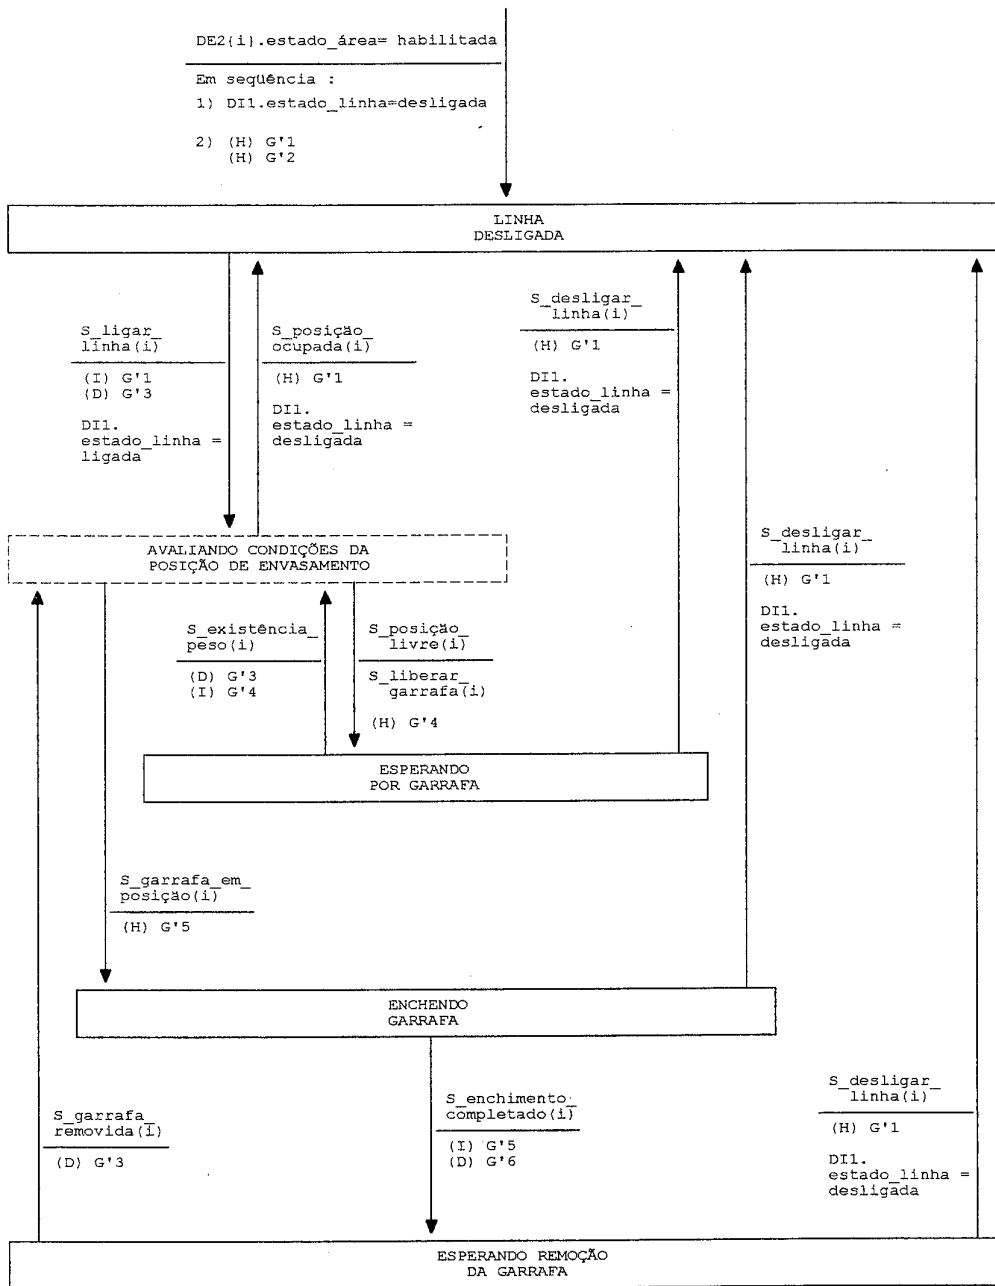 DE2{i}.estado_área= habilitada
Em seqüência :
1) DI1.estado_linha=desligada
2) (H) G'1
(H) G'2
LINHA
DESLIGADA
S_ligar_
linha(i)
(I) G'1
(D) G'3
DI1.
estado_linha =
ligada
S_posição_
ocupada(i)
(H) G'1
DI1.
estado_linha =
desligada
S_desligar_
linha(i)
(H) G'1
DI1.
estado_linha =
desligada
S_desligar_
linha(i)
(H) G'1
DI1.
estado_linha =
desligada
AVALIANDO CONDIÇÕES DA
POSIÇÃO DE ENVASAMENTO
S_existência_
peso(i)
(D) G'3
(I) G'4
S_posição_
livre(i)
S_liberar_
garrafa(i)
(H) G'4
ESPERANDO
POR GARRAFA
S_garrafa_em_
posição(i)
(H) G'5
ENCHENDO
GARRAFA
S_garrafa_
removida(i)
(D) G'3
S_enchimento_
completado(i)
(I) G'5
(D) G'6
S_desligar_
linha(i)
(H) G'1
DI1.
estado_linha =
desligada
ESPERANDO REMOÇÃO
DA GARRAFA